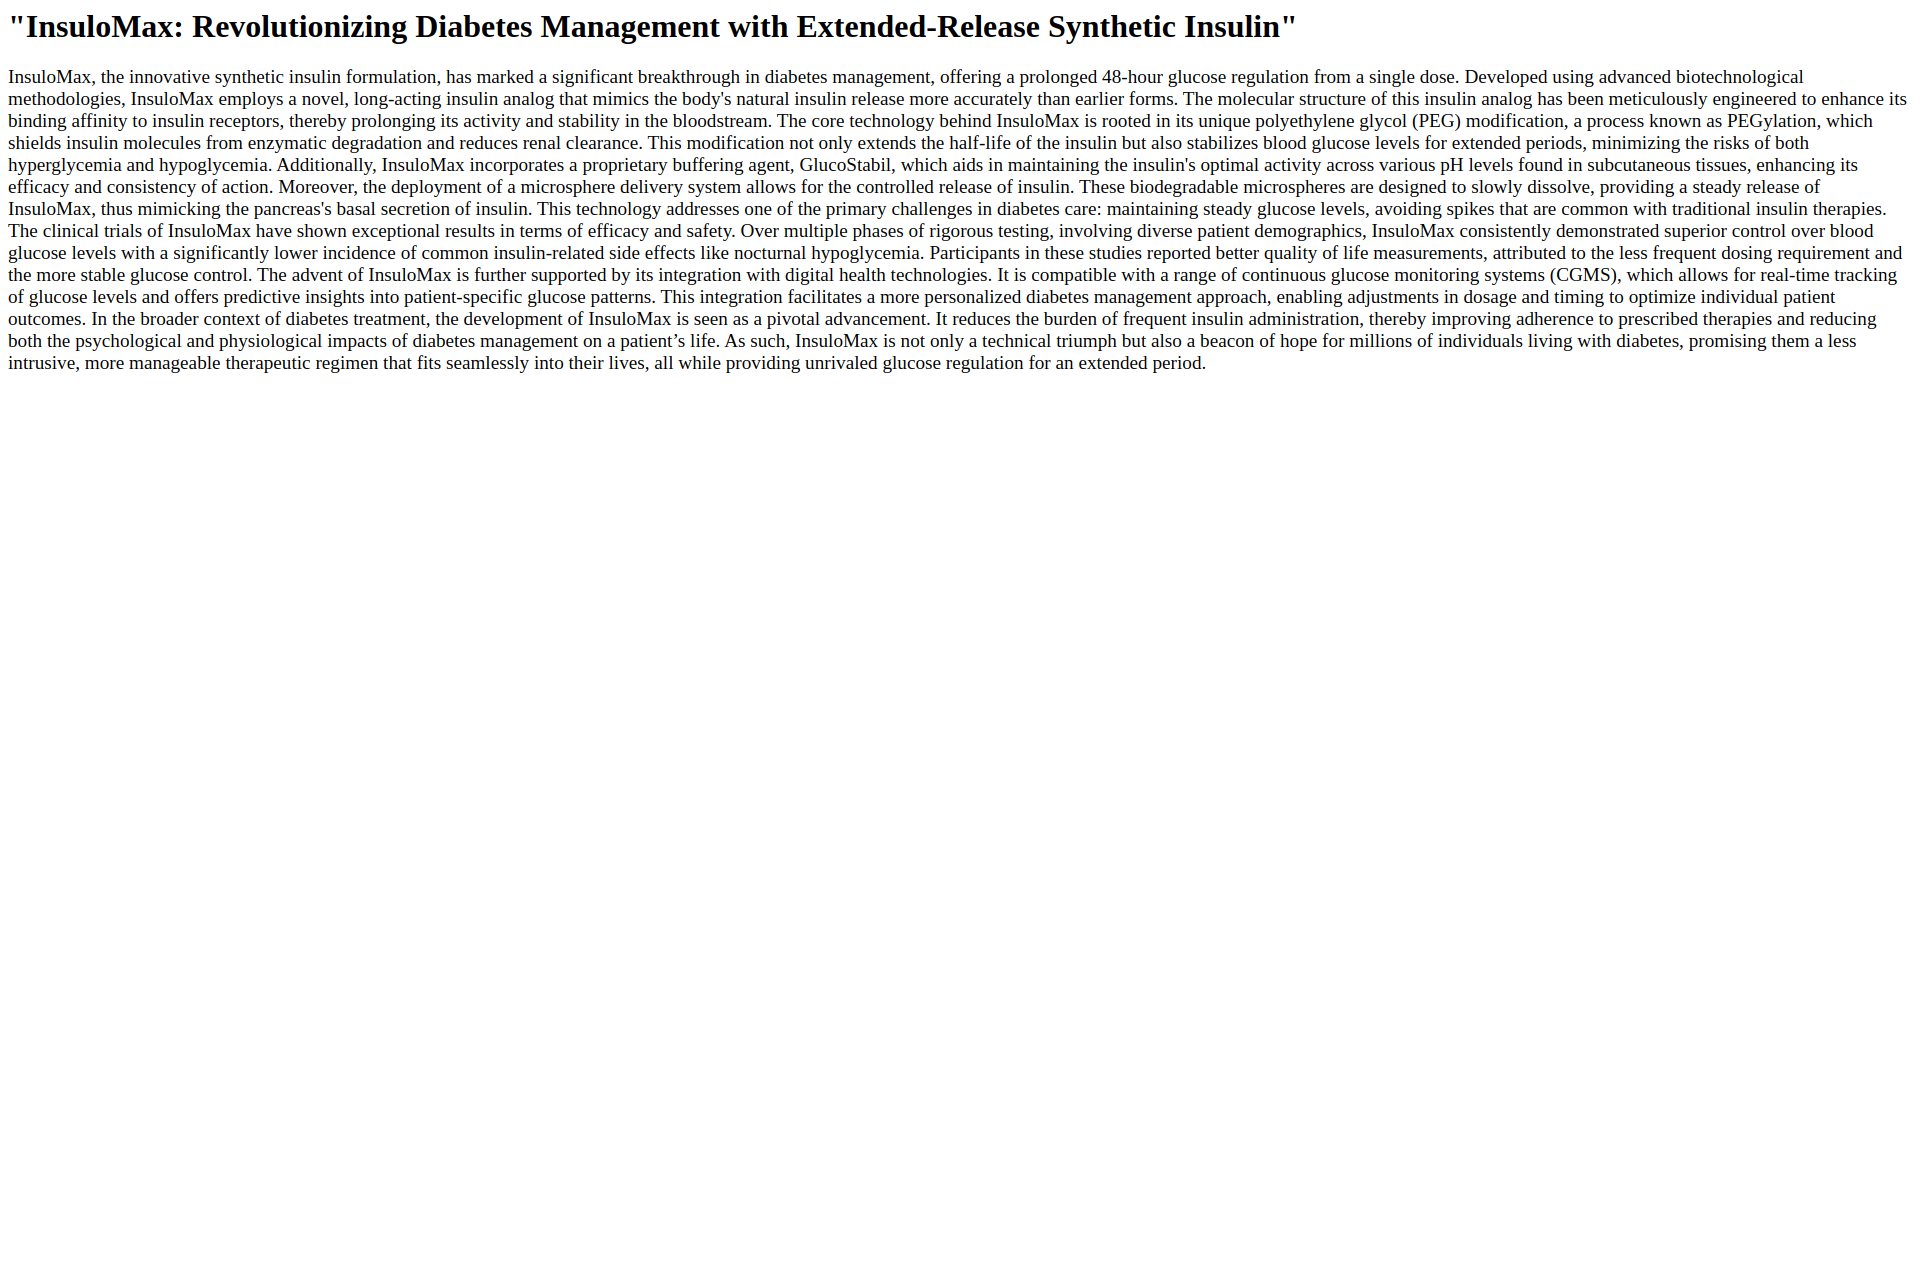 "InsuloMax: Revolutionizing Diabetes Management with Extended-Release Synthetic Insulin"
InsuloMax, the innovative synthetic insulin formulation, has marked a significant breakthrough in diabetes management, offering a prolonged 48-hour glucose regulation from a single dose. Developed using advanced biotechnological
methodologies, InsuloMax employs a novel, long-acting insulin analog that mimics the body's natural insulin release more accurately than earlier forms. The molecular structure of this insulin analog has been meticulously engineered to enhance its
binding affinity to insulin receptors, thereby prolonging its activity and stability in the bloodstream. The core technology behind InsuloMax is rooted in its unique polyethylene glycol (PEG) modification, a process known as PEGylation, which
shields insulin molecules from enzymatic degradation and reduces renal clearance. This modification not only extends the half-life of the insulin but also stabilizes blood glucose levels for extended periods, minimizing the risks of both
hyperglycemia and hypoglycemia. Additionally, InsuloMax incorporates a proprietary buffering agent, GlucoStabil, which aids in maintaining the insulin's optimal activity across various pH levels found in subcutaneous tissues, enhancing its
efficacy and consistency of action. Moreover, the deployment of a microsphere delivery system allows for the controlled release of insulin. These biodegradable microspheres are designed to slowly dissolve, providing a steady release of
InsuloMax, thus mimicking the pancreas's basal secretion of insulin. This technology addresses one of the primary challenges in diabetes care: maintaining steady glucose levels, avoiding spikes that are common with traditional insulin therapies.
The clinical trials of InsuloMax have shown exceptional results in terms of efficacy and safety. Over multiple phases of rigorous testing, involving diverse patient demographics, InsuloMax consistently demonstrated superior control over blood
glucose levels with a significantly lower incidence of common insulin-related side effects like nocturnal hypoglycemia. Participants in these studies reported better quality of life measurements, attributed to the less frequent dosing requirement and
the more stable glucose control. The advent of InsuloMax is further supported by its integration with digital health technologies. It is compatible with a range of continuous glucose monitoring systems (CGMS), which allows for real-time tracking
of glucose levels and offers predictive insights into patient-specific glucose patterns. This integration facilitates a more personalized diabetes management approach, enabling adjustments in dosage and timing to optimize individual patient
outcomes. In the broader context of diabetes treatment, the development of InsuloMax is seen as a pivotal advancement. It reduces the burden of frequent insulin administration, thereby improving adherence to prescribed therapies and reducing
both the psychological and physiological impacts of diabetes management on a patient’s life. As such, InsuloMax is not only a technical triumph but also a beacon of hope for millions of individuals living with diabetes, promising them a less
intrusive, more manageable therapeutic regimen that fits seamlessly into their lives, all while providing unrivaled glucose regulation for an extended period.